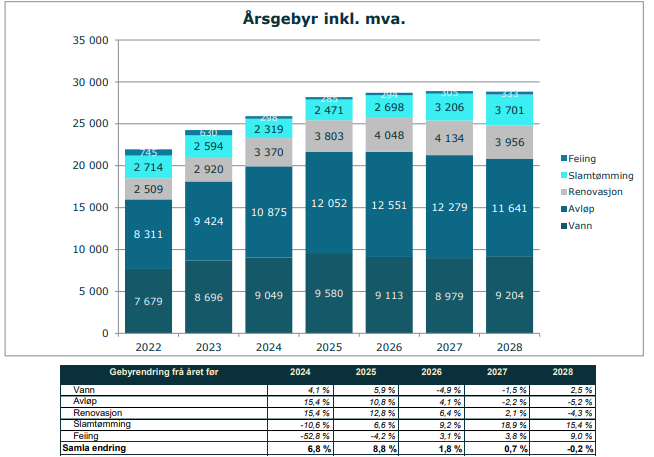 Årsgebyr inkl. mva.
35 000
30 000
25 000
20 000
15 000
10 000
5 000
0
745 630 298 285 294 305 333
2 714 2 594 2 319 2 471 2 698 3 206 3 701
2 509 2 920 3 370 3 803 4 048 4 134 3 956
8 311 9 424 10 875 12 052 12 551 12 279 11 641
7 679 8 696 9 049 9 580 9 113 8 979 9 204
2022 2023 2024 2025 2026 2027 2028
Feiing
Slamtømming
Renovasjon
Avløp
Vann
Gebyrendring frå året før 2024 2025 2026 2027 2028
Vann 4,1 % 5,9 % -4,9 % -1,5 % 2,5 %
Avløp 15,4 % 10,8 % 4,1 % -2,2 % -5,2 %
Renovasjon 15,4 % 12,8 % 6,4 % 2,1 % -4,3 %
Slamtømming -10,6 % 6,6 % 9,2 % 18,9 % 15,4 %
Feiing -52,8 % -4,2 % 3,1 % 3,8 % 9,0 %
Samla endring 6,8 % 8,8 % 1,8 % 0,7 % -0,2 %